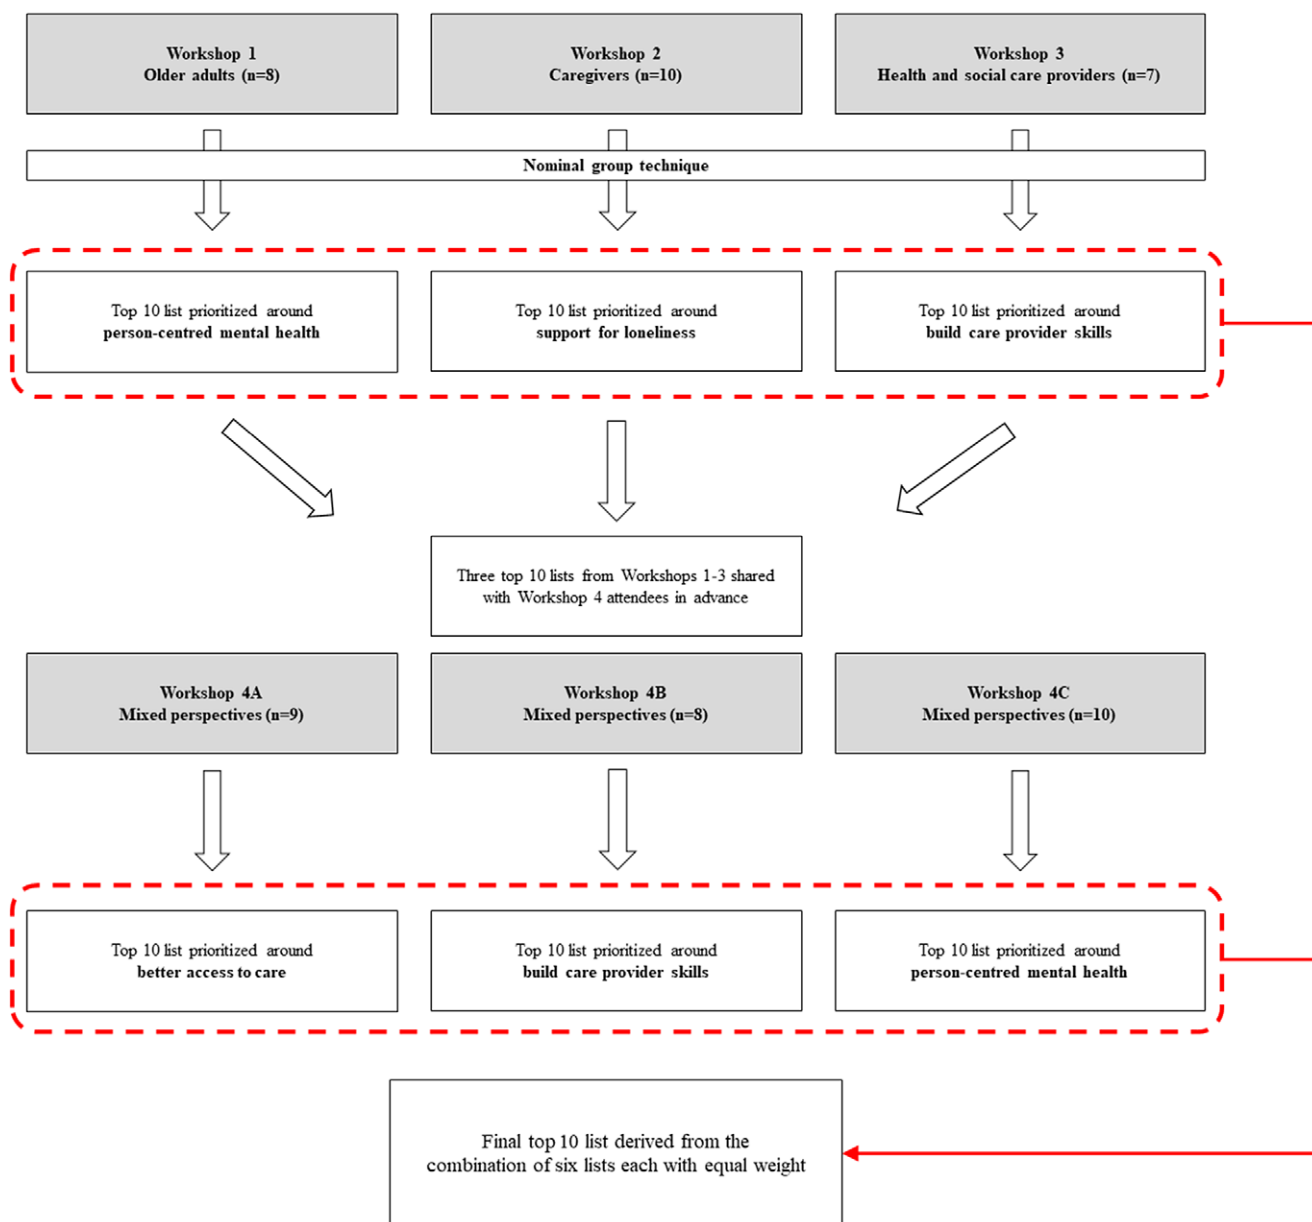 Workshop 1
Older adults (n=8)
Workshop 2
Caregivers (n=10)
Workshop 3
Health and social care providers (n=7)
Nominal group technique
Top 10 list prioritized around
person-centred mental health
Top 10 list prioritized around
support for loneliness
Top 10 list prioritized around
build care provider skills
Three top 10 lists from Workshops 1-3 shared
with Workshop 4 attendees in advance
Workshop 4A
Mixed perspectives (n=9)
Workshop 4B
Mixed perspectives (n=8)
Workshop 4C
Mixed perspectives (n=10)
Top 10 list prioritized around
better access to care
Top 10 list prioritized around
build care provider skills
Top 10 list prioritized around
person-centred mental health
Final top 10 list derived from the
combination of six lists each with equal weight